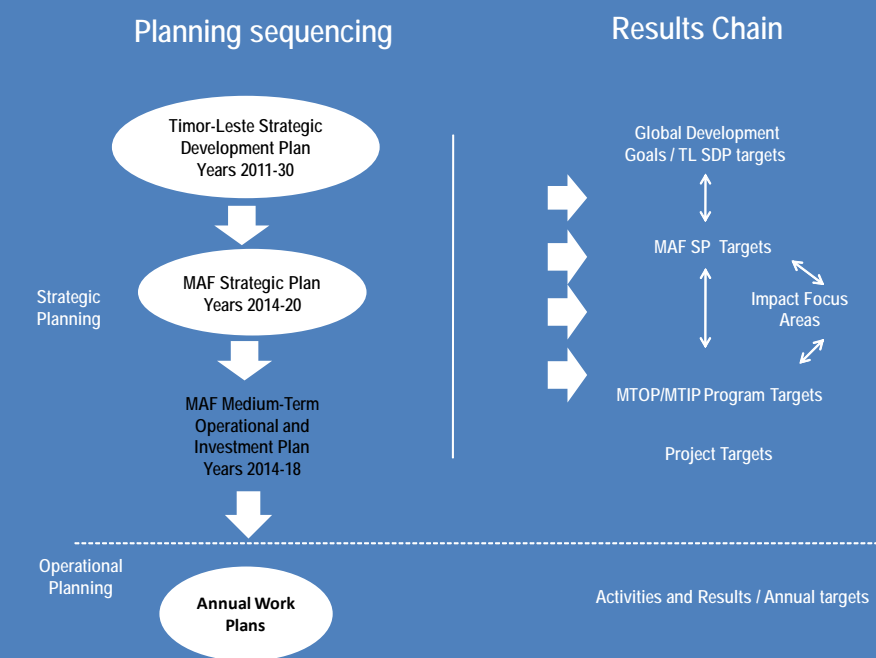 Planning sequencing
Timor-Leste Strategic
Development Plan
Years 2011-30
MAF Strategic Plan
Years 2014-20
Strategic
Planning
MAF Medium-Term
Operational and
Investment Plan
Years 2014-18
Operational
Planning
Annual Work
Plans
Results Chain
Global Development
Goals / TL SDP targets
MAF SP Targets
Impact Focus
Areas
MTOP/MTIP Program Targets
Project Targets
Activities and Results / Annual targets